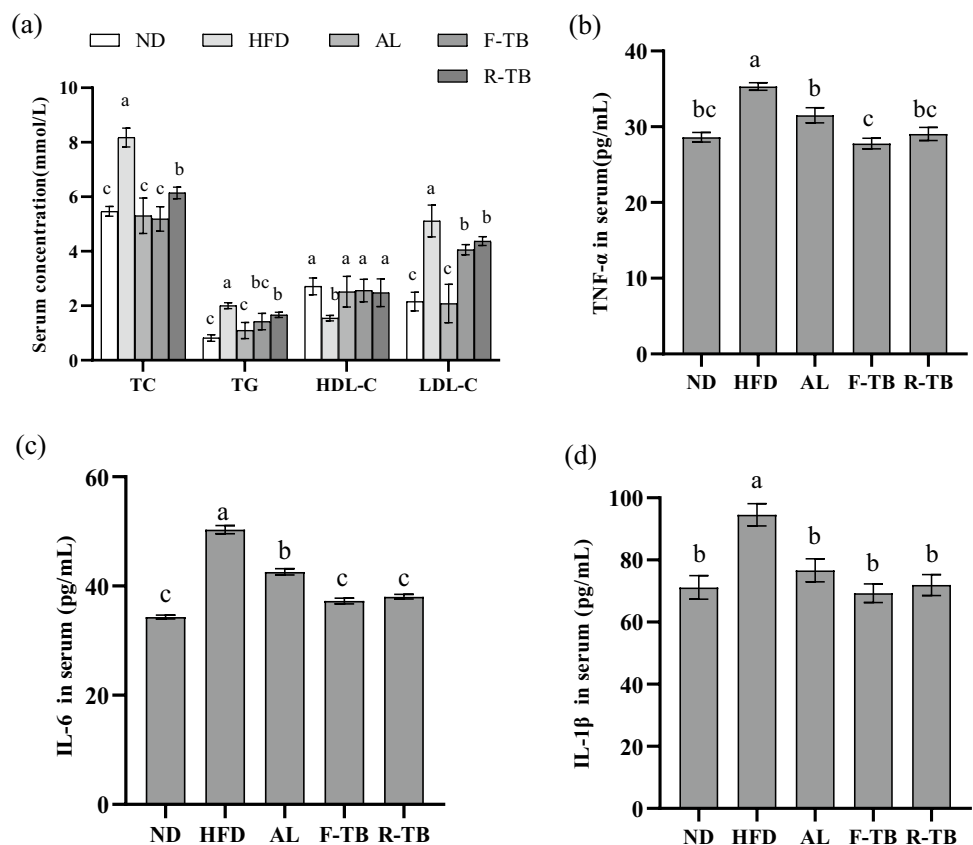 (a)
ND HFD AL F-TB
R-TB
Serum concentration(mmol/L)
10
8
6
4
2
0
c a c c b
c a c bc b
a b a a a
c a c b b
TC TG HDL-C LDL-C
(b)
TNF-α in serum(pg/mL)
40
30
20
10
0
bc a b c bc
ND HFD AL F-TB R-TB
(c)
IL-6 in serum (pg/mL)
60
40
20
0
c a b c c
ND HFD AL F-TB R-TB
(d)
IL-1β in serum (pg/mL)
100
80
60
40
20
0
b a b b b
ND HFD AL F-TB R-TB